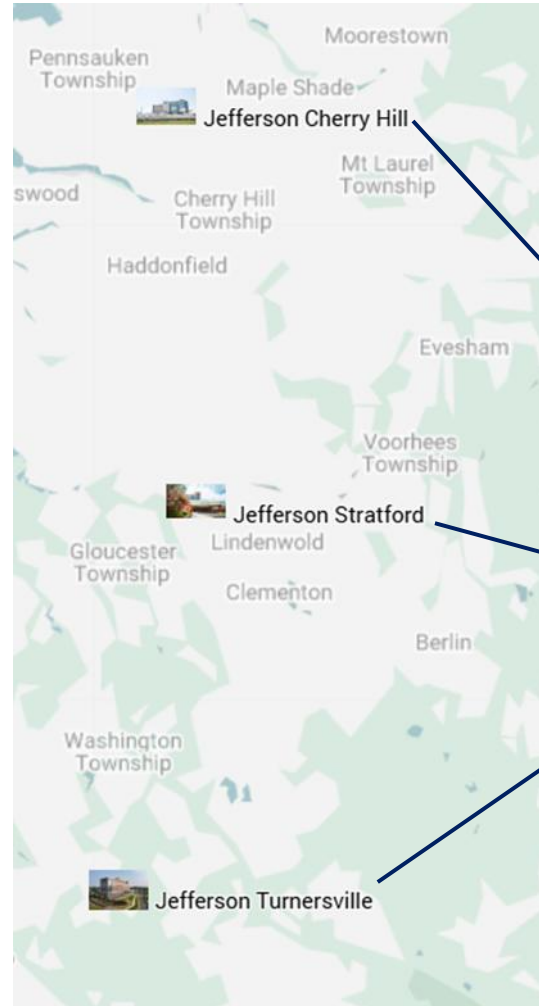 Moorestown
Pennsauken
Township
Maple Shade
Jefferson Cherry Hill
Mt Laurel
Township
swood
Cherry Hill
Township
Haddonfield
Evesham
Voorhees
Township
Jefferson Stratford
Gloucester
Township
Lindenwold
Clementon
Berlin
Washington
Township
Jefferson Turnersville